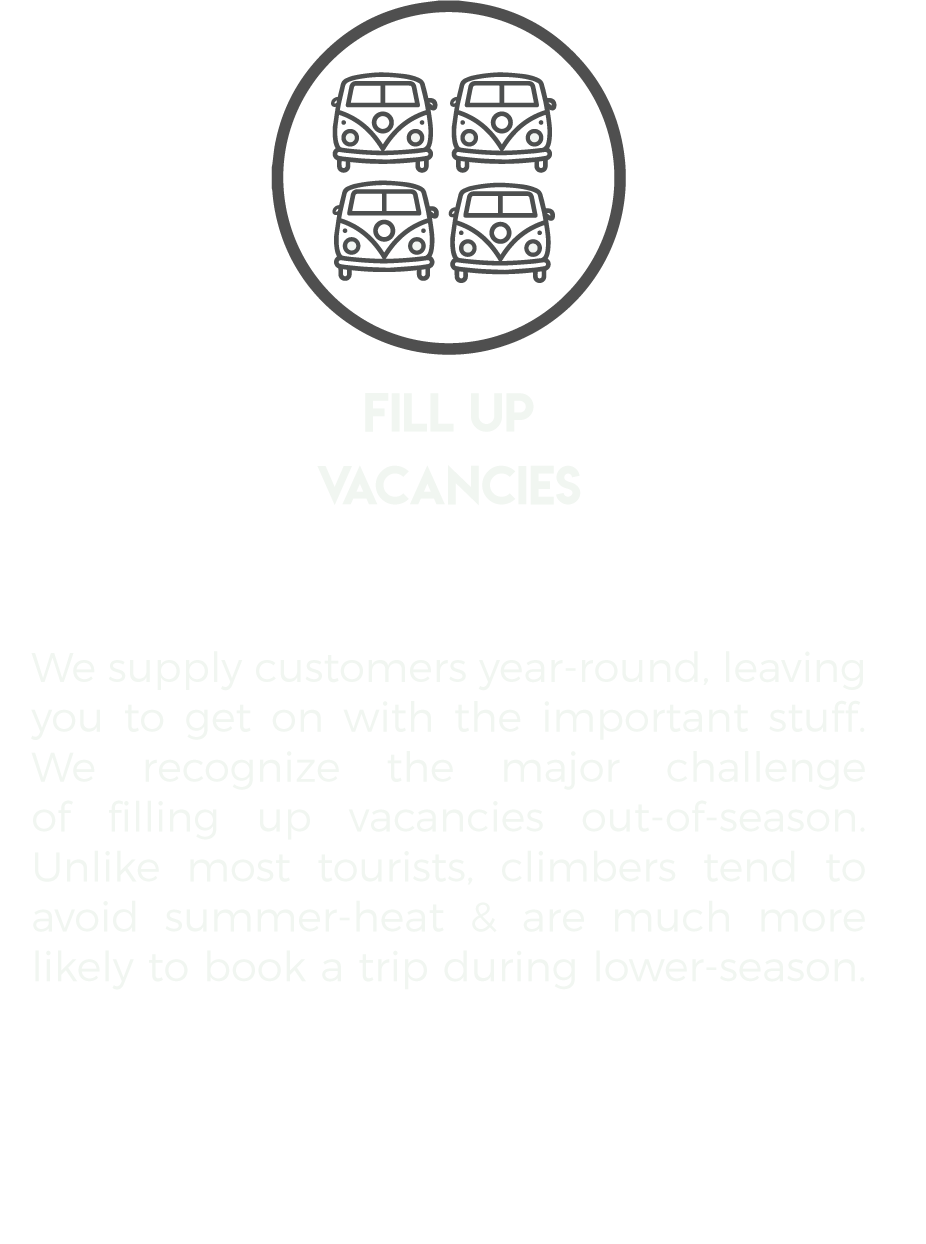 FILL UP
VACANCIES
We supply customers year-round, leaving
you to get on with the important stuff.
We recognize the major challenge
of filling up vacancies out-of-season.
Unlike most tourists, climbers tend to
avoid summer-heat & are much more
likely to book a trip during lower-season.